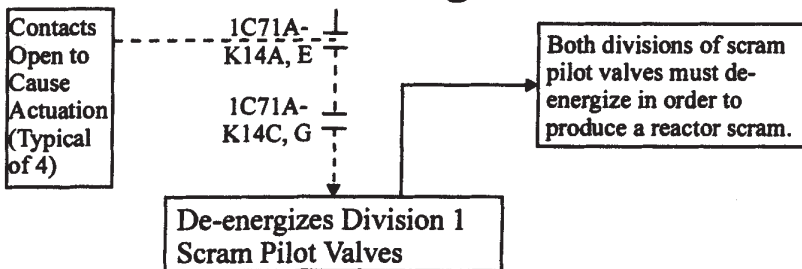 Contacts
Open to
Cause
Actuation
(Typical
of 4)
1C71A-
K14A, E
1C71A-
K14C, G
Both divisions of scram
pilot valves must de-
energize in order to
produce a reactor scram.
De-energizes Division 1
Scram Pilot Valves